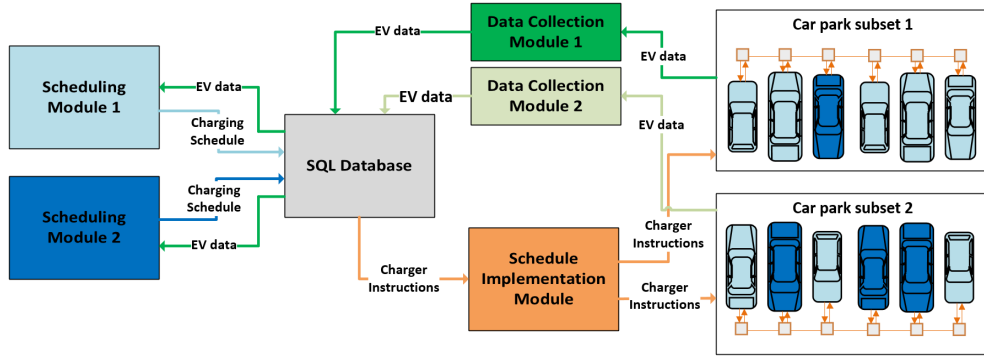 Scheduling
Module 1
EV data
Charging
Schedule
Scheduling
Module 2
Charging
Schedule
EV data
SQL Database
EV data
Data Collection
Module 1
EV data
Data Collection
Module 2
EV data
EV data
Charger
Instructions
Schedule
Implementation
Module
Charger
Instructions
Charger
Instructions
Car park subset 1
Car park subset 2